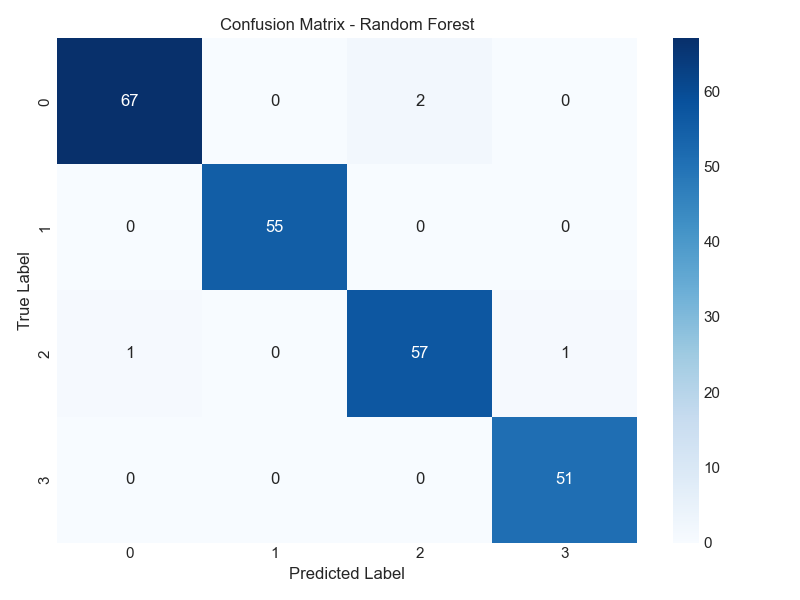 Confusion Matrix - Random Forest
True Label
0
67 0 2 0
1
0 55 0 0
2
1 0 57 1
3
0 0 0 51
0 1 2 3
Predicted Label
60
50
40
30
20
10
0